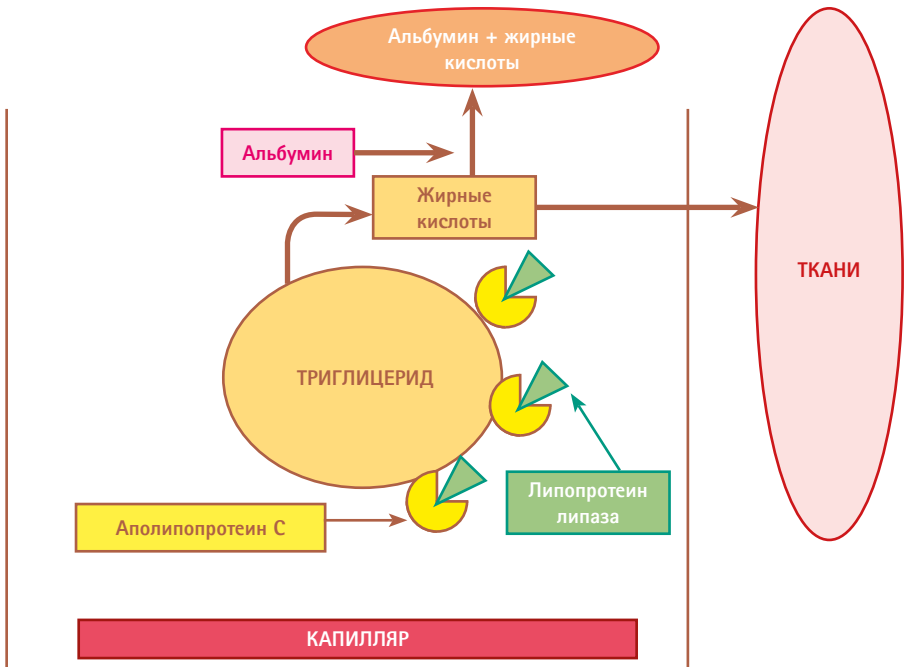 Альбумин + жирные
кислоты
Альбумин
Жирные
кислоты
ТКАНИ
ТРИГЛИЦЕРИД
Липопротеин
липаза
Аполипопротеин С
КАПИЛЛЯР